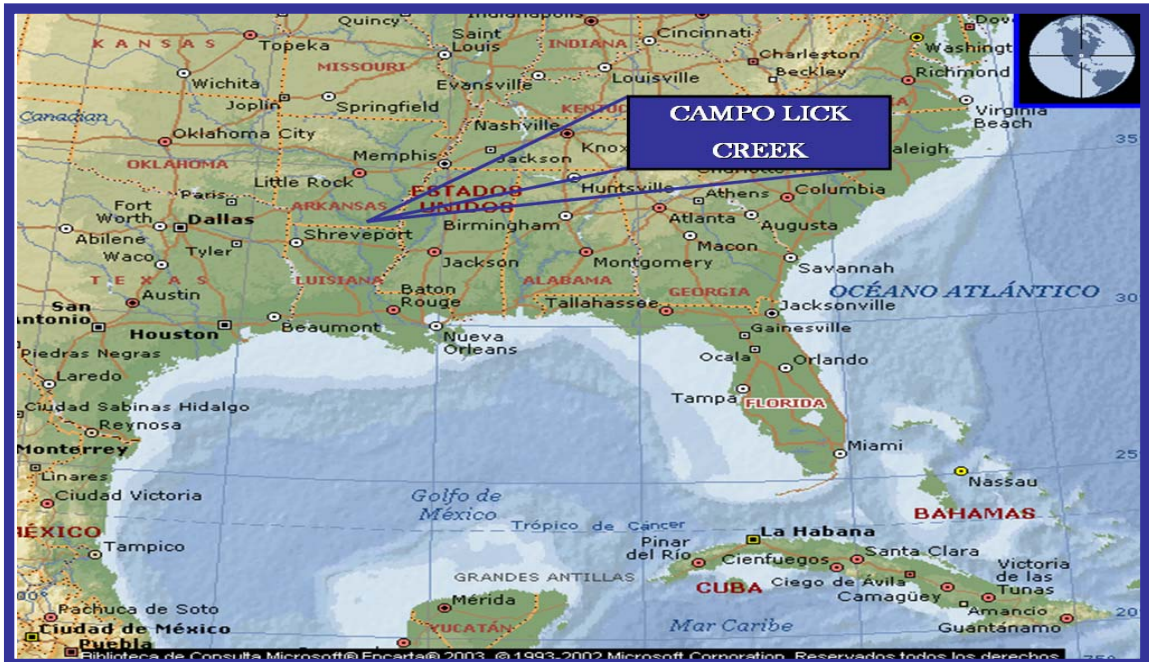 Quincy
Indianapolis
Cincinnati
Dov
KANSAS
Topeka
Saint
Louis
INDIANA
Charleston
Washingt
MISSOURI
Wichita
Evansville
Louisville
Beckley
Richmond
Joplin
Springfield
KENTUC
CAMPO LICK
CREEK
Virginia
Beach
Canadian
Oklahoma City
Nashville
35
OKLAHOMA
Memphis
Jackson
Knox
aleigh
Little Rock
ESTADOS
UNIDOS
Huntsville
Charlotte
Paris
ARKANSAS
Athens
Columbia
Fort
Worth
Dallas
Birmingham
Atlanta
Augusta
Abilene
Shreveport
Waco
Tyler
Jackson
Montgomery
Macon
Savannah
TEXAS
LUISIANA
ALABAMA
GEORGIA
OCÉANO ATLÁNTICO
30
Austin
Baton
Rouge
Tallahassee
Jacksonville
San
Antonio
Houston
Beaumont
Nueva
Orleans
Gainesville
Piedras Negras
Ocala
Orlando
Laredo
Tampa
FLORIDA
Ciudad Sabinas Hidalgo
Reynosa
Monterrey
Miami
25
Linares
Nassau
Ciudad Victoria
Golfo de
México
BAHAMAS
MÉXICO
Trópico de Cáncer
La Habana
Tampico
Pinar
del Río
Cienfuegos
Santa Clara
GRANDES ANTILLAS
CUBA
Ciego de Ávila
Victoria
de las
Tunas
Camagüey
Pachuca de Soto
Mérida
Amancio
20
Ciudad de México
YUCATÁN
Mar Caribe
Guantánamo
Puebla
Biblioteca de Consulta Microsoft® Encarta® 2003. © 1993-2002 Microsoft Corporation. Reservados todos los derechos.